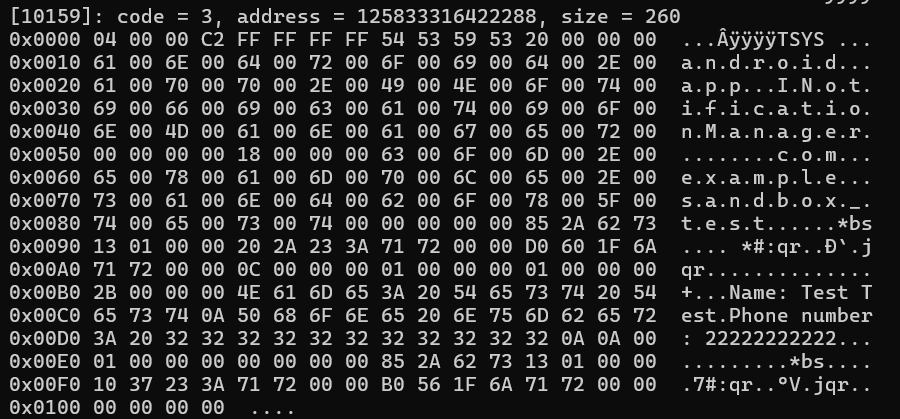 [10159]: code = 3, address = 125833316422288, size = 260
0x0000 04 00 00 C2 FF FF FF FF 54 53 59 53 20 00 00 00  ...ÂÿÿÿÿTSYS ...
0x0010 61 00 6E 00 64 00 72 00 6F 00 69 00 64 00 2E 00  a.n.d.r.o.i.d...
0x0020 61 00 70 00 70 00 2E 00 49 00 4E 00 6F 00 74 00  a.p.p...I.N.o.t.
0x0030 69 00 66 00 69 00 63 00 61 00 74 00 69 00 6F 00  i.f.i.c.a.t.i.o.
0x0040 6E 00 4D 00 61 00 6E 00 61 00 67 00 65 00 72 00  n.M.a.n.a.g.e.r.
0x0050 00 00 00 00 18 00 00 00 63 00 6F 00 6D 00 2E 00  ........c.o.m...
0x0060 65 00 78 00 61 00 6D 00 70 00 6C 00 65 00 2E 00  e.x.a.m.p.l.e...
0x0070 73 00 61 00 6E 00 64 00 62 00 6F 00 78 00 5F 00  s.a.n.d.b.o.x._.
0x0080 74 00 65 00 73 00 74 00 00 00 00 00 85 2A 62 73  t.e.s.t......*bs
0x0090 13 01 00 00 20 2A 23 3A 71 72 00 00 D0 60 1F 6A  .... *#:qr..Ð`.j
0x00A0 71 72 00 00 0C 00 00 00 01 00 00 00 01 00 00 00  qr..............
0x00B0 2B 00 00 00 4E 61 6D 65 3A 20 54 65 73 74 20 54  +...Name: Test T
0x00C0 65 73 74 0A 50 68 6F 6E 65 20 6E 75 6D 62 65 72  est.Phone number
0x00D0 3A 20 32 32 32 32 32 32 32 32 32 32 32 0A 0A 00  : 22222222222...
0x00E0 01 00 00 00 00 00 00 00 85 2A 62 73 13 01 00 00  .........*bs....
0x00F0 10 37 23 3A 71 72 00 00 B0 56 1F 6A 71 72 00 00  .7#:qr..°V.jqr..
0x0100 00 00 00 00  ....